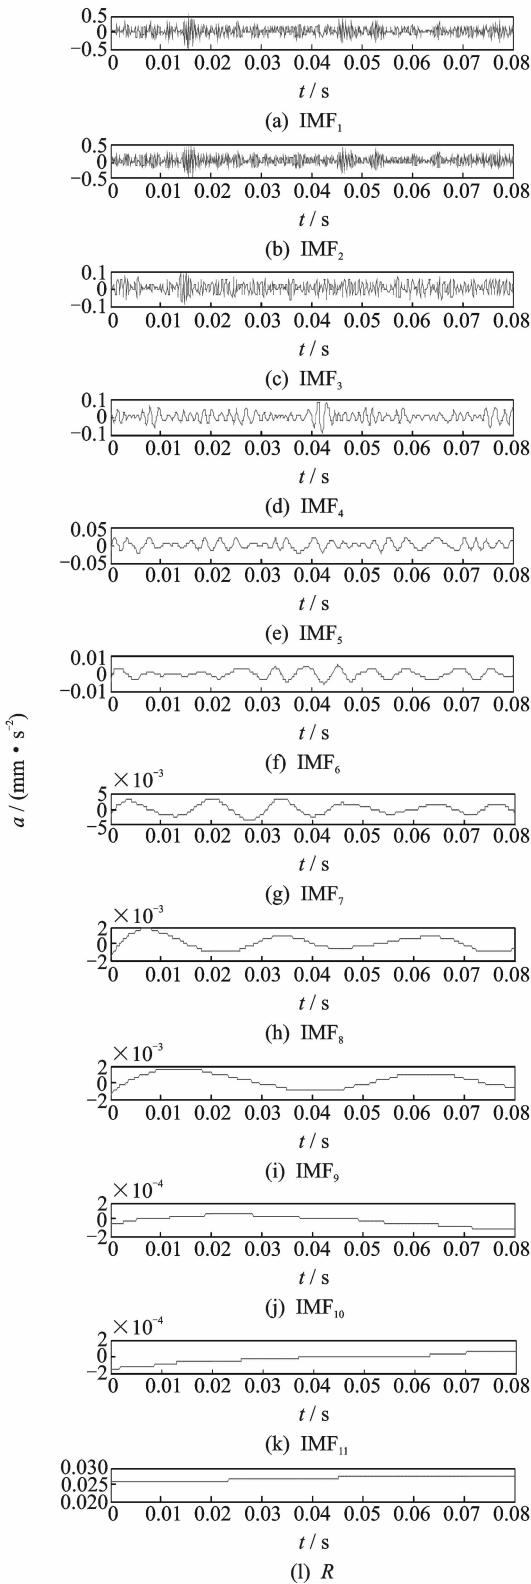 a / (mm • s⁻²)
0.5
0
−0.5
0 0.01 0.02 0.03 0.04 0.05 0.06 0.07 0.08
t / s
(a) IMF₁
0.5
0
−0.5
0 0.01 0.02 0.03 0.04 0.05 0.06 0.07 0.08
t / s
(b) IMF₂
0.1
0
−0.1
0 0.01 0.02 0.03 0.04 0.05 0.06 0.07 0.08
t / s
(c) IMF₃
0.1
0
−0.1
0 0.01 0.02 0.03 0.04 0.05 0.06 0.07 0.08
t / s
(d) IMF₄
0.05
0
−0.05
0 0.01 0.02 0.03 0.04 0.05 0.06 0.07 0.08
t / s
(e) IMF₅
0.01
0
−0.01
0 0.01 0.02 0.03 0.04 0.05 0.06 0.07 0.08
t / s
(f) IMF₆
×10⁻³
5
0
−5
0 0.01 0.02 0.03 0.04 0.05 0.06 0.07 0.08
t / s
(g) IMF₇
×10⁻³
2
0
−2
0 0.01 0.02 0.03 0.04 0.05 0.06 0.07 0.08
t / s
(h) IMF₈
×10⁻³
2
0
−2
0 0.01 0.02 0.03 0.04 0.05 0.06 0.07 0.08
t / s
(i) IMF₉
×10⁻⁴
2
0
−2
0 0.01 0.02 0.03 0.04 0.05 0.06 0.07 0.08
t / s
(j) IMF₁₀
×10⁻⁴
2
0
−2
0 0.01 0.02 0.03 0.04 0.05 0.06 0.07 0.08
t / s
(k) IMF₁₁
0.030
0.025
0.020
0 0.01 0.02 0.03 0.04 0.05 0.06 0.07 0.08
t / s
(l) R